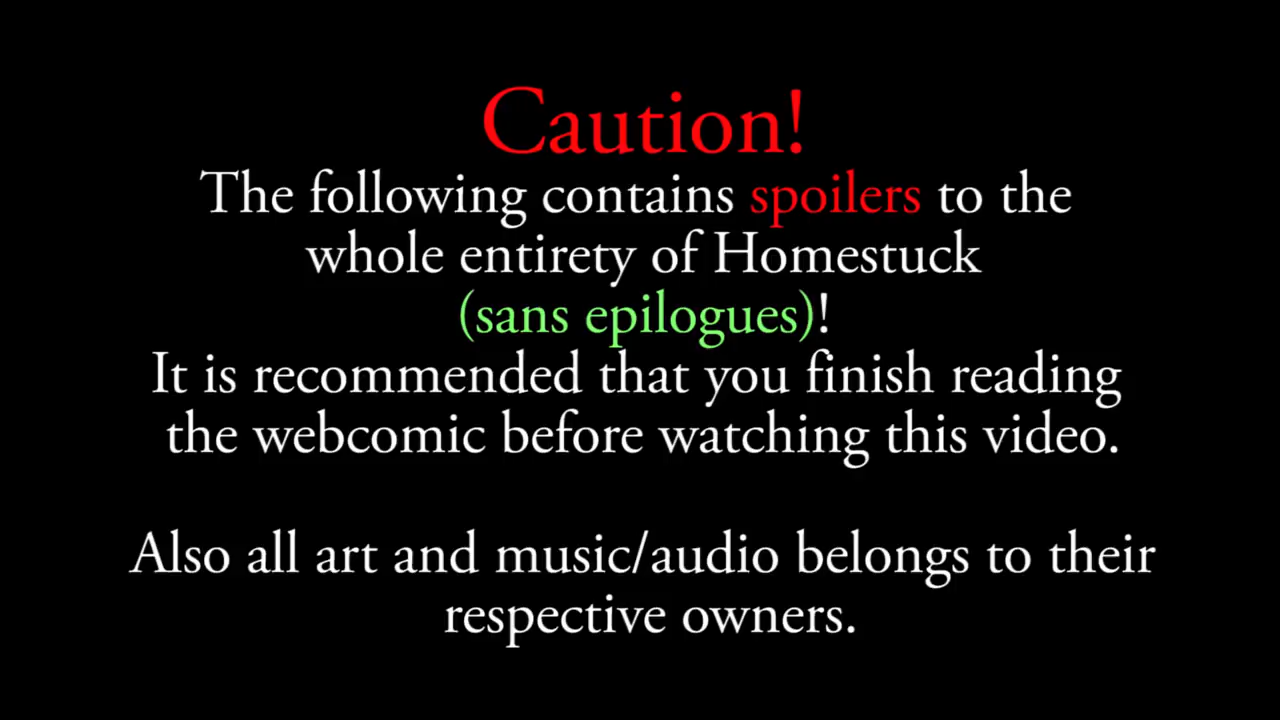 Caution!
The following contains spoilers to the
whole entirety of Homestuck
(sans epilogues)!
It is recommended that you finish reading
the webcomic before watching this video.
Also all art and music/audio belongs to their
respective owners.